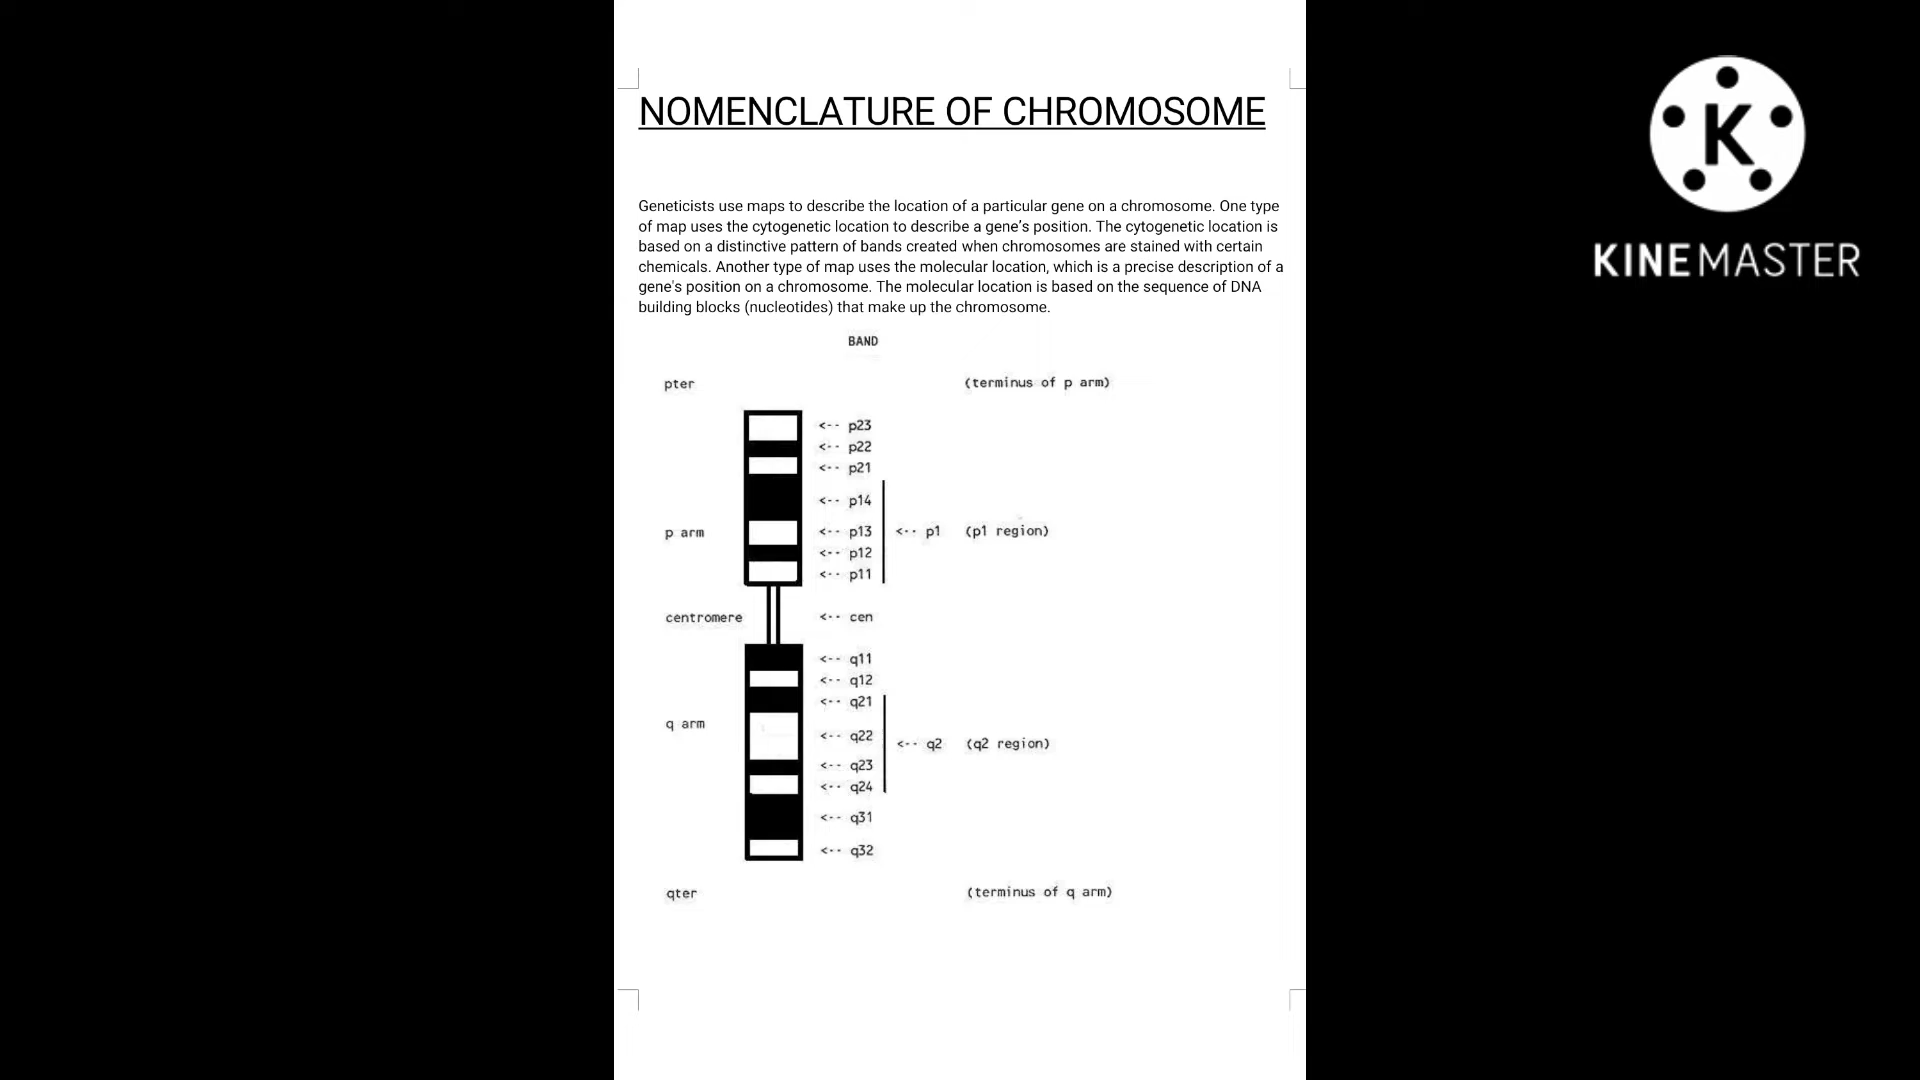 NOMENCLATURE OF CHROMOSOME
Geneticists use maps to describe the location of a particular gene on a chromosome. One type
of map uses the cytogenetic location to describe a gene’s position. The cytogenetic location is
based on a distinctive pattern of bands created when chromosomes are stained with certain
chemicals. Another type of map uses the molecular location, which is a precise description of a
gene's position on a chromosome. The molecular location is based on the sequence of DNA
building blocks (nucleotides) that make up the chromosome.
BAND
pter (terminus of p arm)
<-- p23
<-- p22
<-- p21
<-- p14
p arm <-- p13 <-- p1 (p1 region)
<-- p12
<-- p11
centromere <-- cen
<-- q11
<-- q12
<-- q21
q arm
<-- q22
<-- q2 (q2 region)
<-- q23
<-- q24
<-- q31
<-- q32
qter (terminus of q arm)
K
KINEMASTER